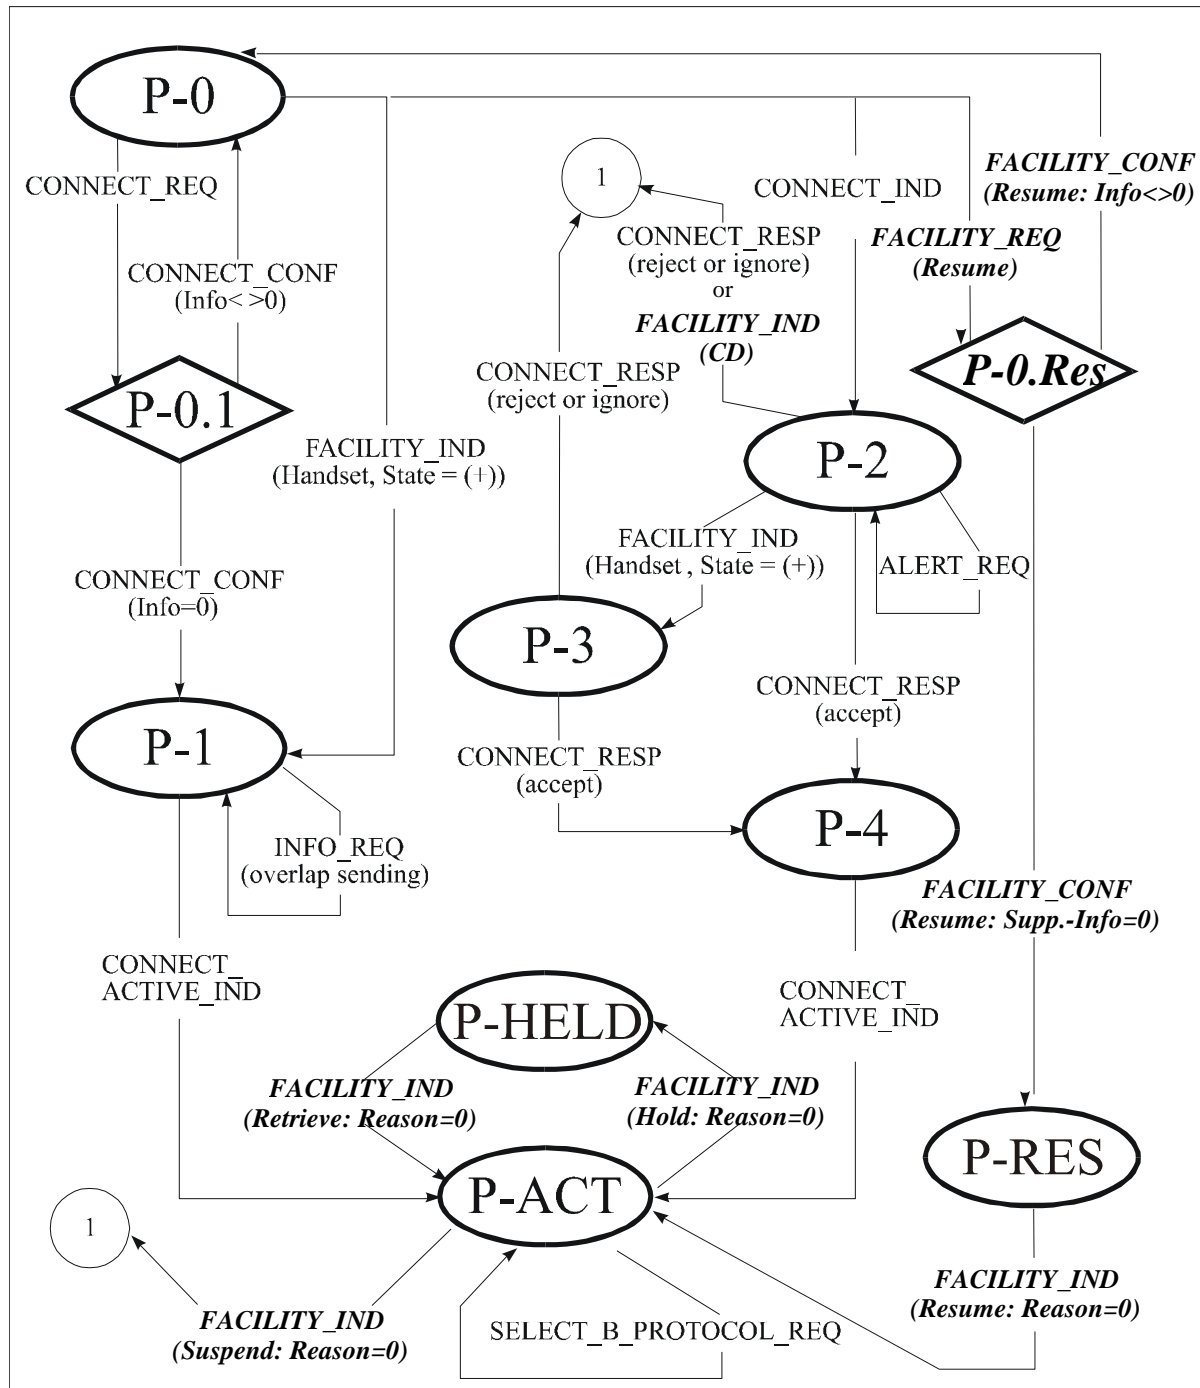 P-0
CONNECT_REQ
CONNECT_CONF
(Info< >0)
P-0.1
FACILITY_IND
(Handset, State = (+))
CONNECT_CONF
(Info=0)
P-1
INFO_REQ
(overlap sending)
CONNECT_
ACTIVE_IND
1
CONNECT_RESP
(reject or ignore)
or
FACILITY_IND
(CD)
CONNECT_IND
FACILITY_REQ
(Resume)
FACILITY_CONF
(Resume: Info<>0)
P-0.Res
CONNECT_RESP
(reject or ignore)
P-2
FACILITY_IND
(Handset , State = (+))
ALERT_REQ
P-3
CONNECT_RESP
(accept)
CONNECT_RESP
(accept)
P-4
FACILITY_CONF
(Resume: Supp.-Info=0)
CONNECT_
ACTIVE_IND
P-HELD
FACILITY_IND
(Retrieve: Reason=0)
FACILITY_IND
(Hold: Reason=0)
P-RES
P-ACT
1
FACILITY_IND
(Suspend: Reason=0)
SELECT_B_PROTOCOL_REQ
FACILITY_IND
(Resume: Reason=0)